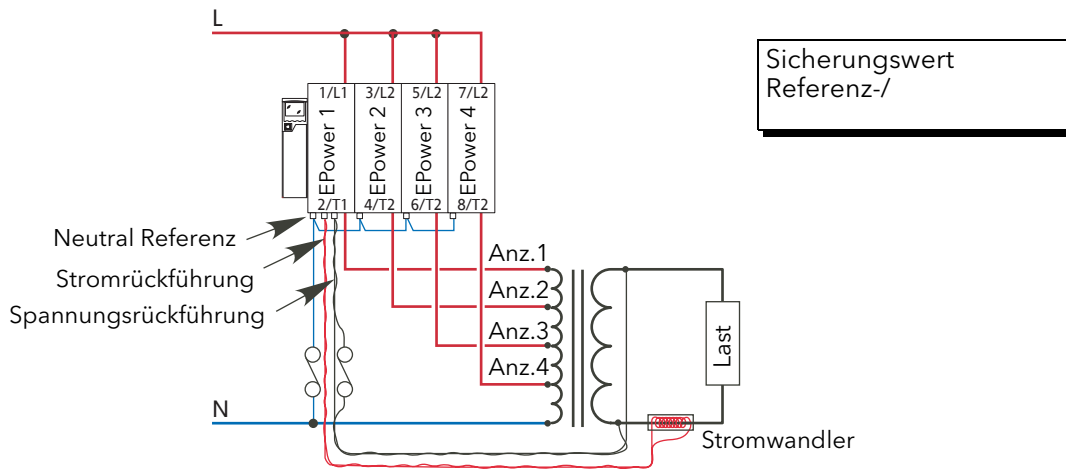 L
Sicherungswert
Referenz-/
1/L1 3/L2 5/L2 7/L2
EPower 1
EPower 2
EPower 3
EPower 4
2/T1 4/T2 6/T2 8/T2
Neutral Referenz
Stromrückführung
Spannungsrückführung
Anz.1
Anz.2
Anz.3
Anz.4
Last
N
Stromwandler